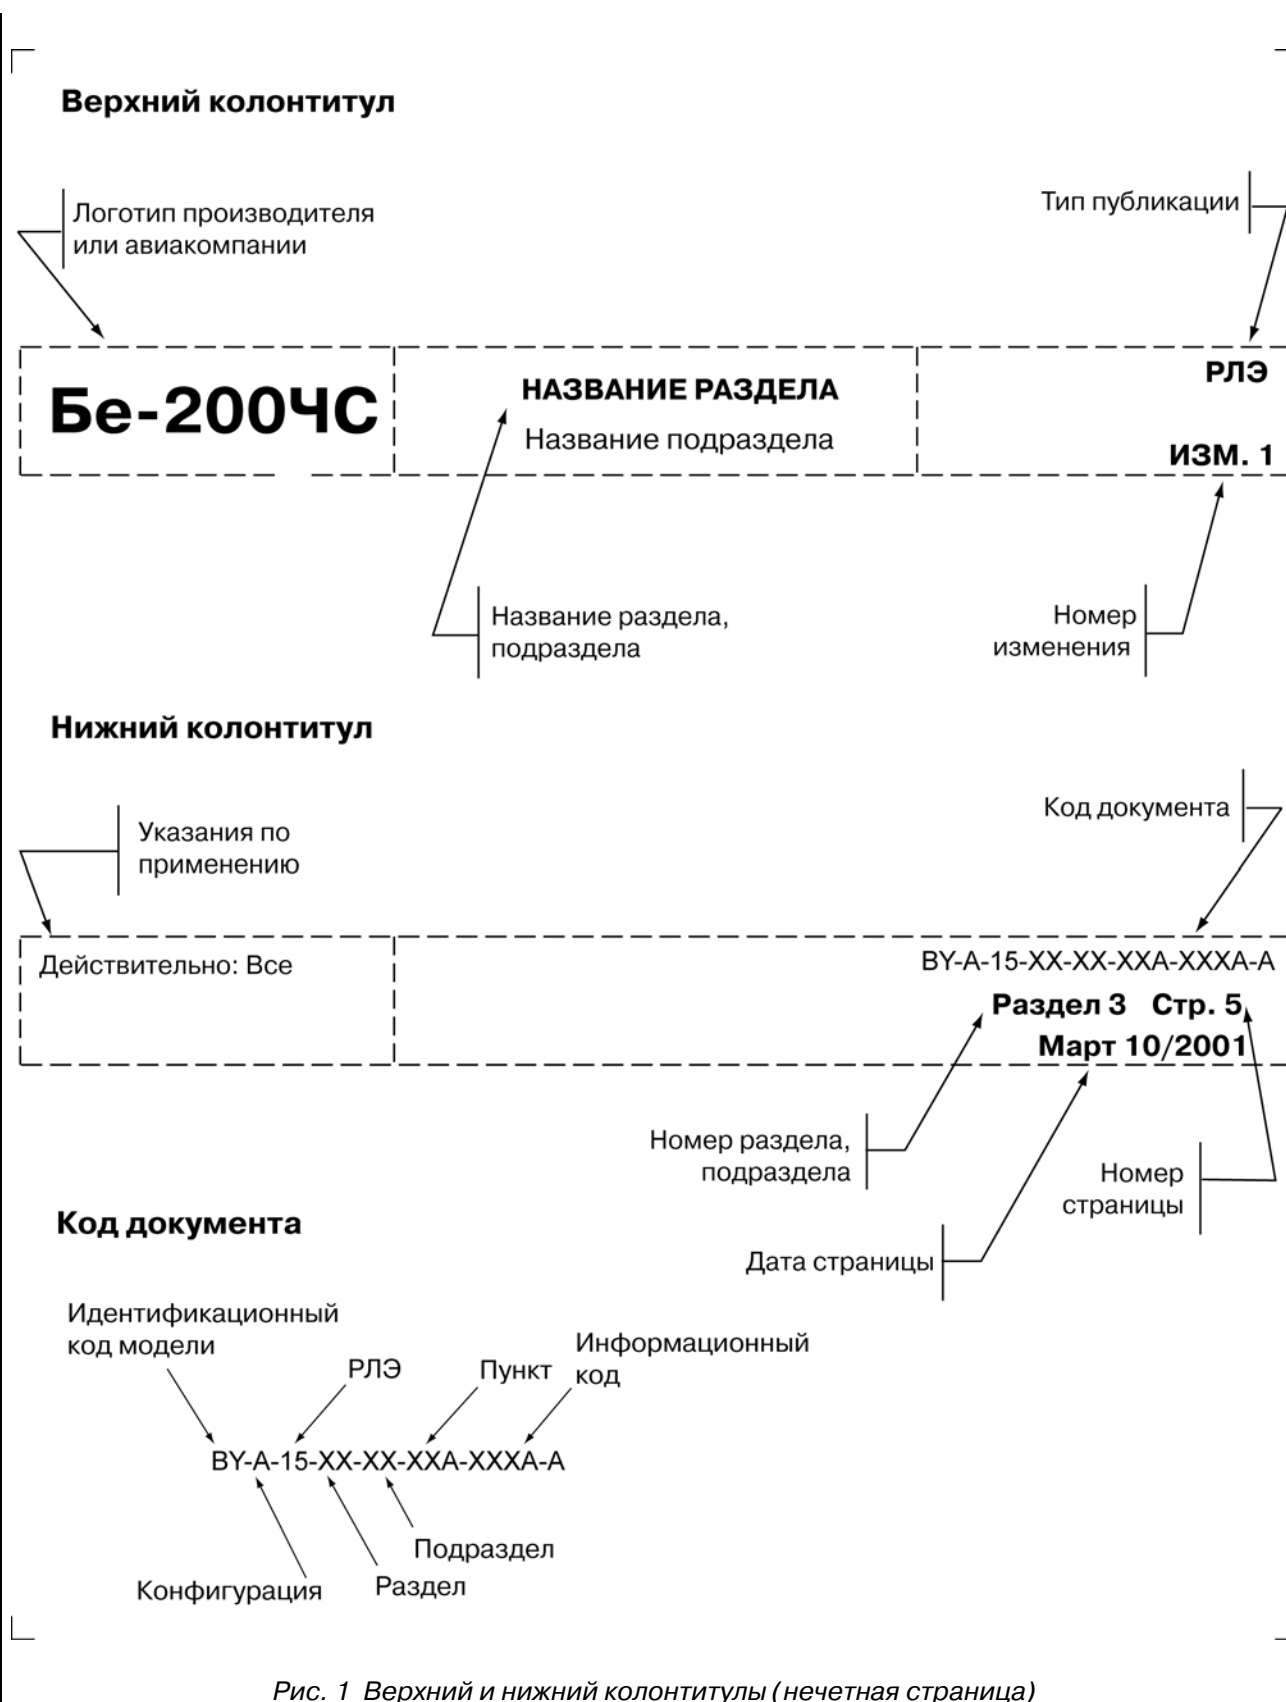 Верхний колонтитул
Логотип производителя
или авиакомпании
Тип публикации
Бе-200ЧС
НАЗВАНИЕ РАЗДЕЛА
Название подраздела
РЛЭ
ИЗМ. 1
Название раздела,
подраздела
Номер
изменения
Нижний колонтитул
Указания по
применению
Код документа
Действительно: Все
BY-A-15-XX-XX-XXA-XXXA-A
Раздел 3 Стр. 5
Март 10/2001
Номер раздела,
подраздела
Номер
страницы
Дата страницы
Код документа
Идентификационный
код модели
РЛЭ
Пункт
Информационный
код
BY-A-15-XX-XX-XXA-XXXA-A
Подраздел
Раздел
Конфигурация
Рис. 1 Верхний и нижний колонтитулы (нечетная страница)